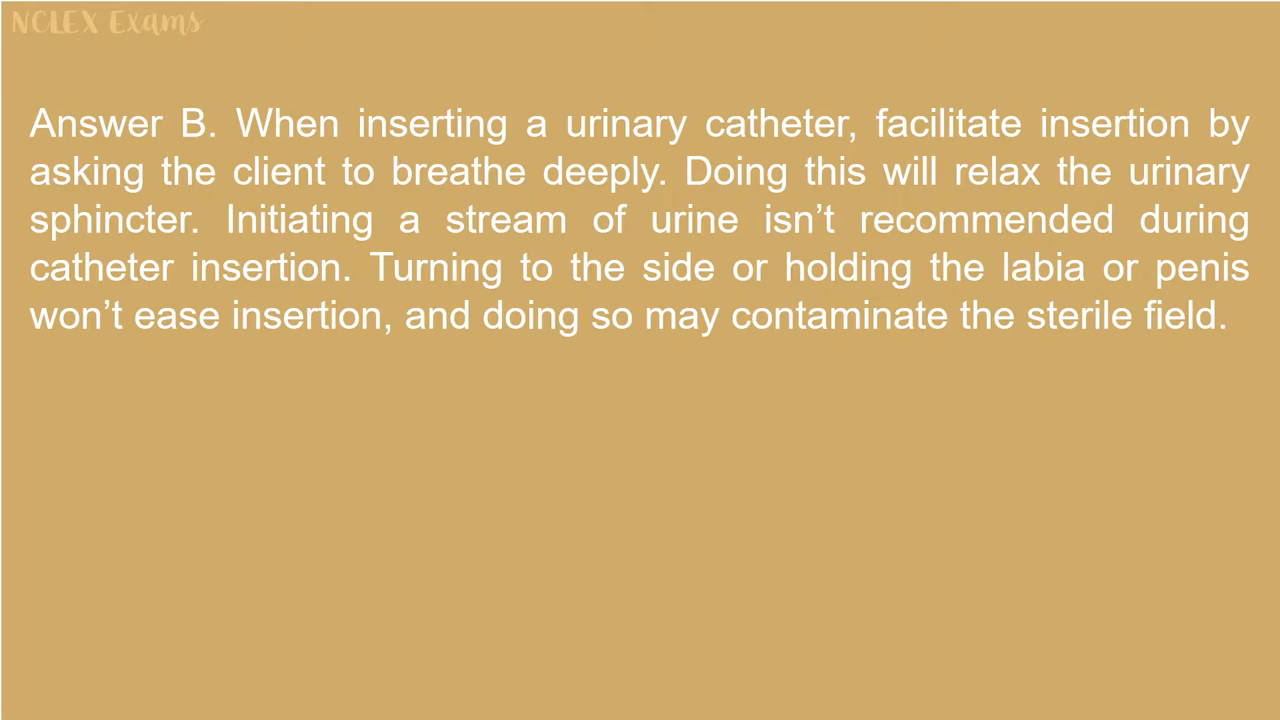 NCLEX Exams
Answer B. When inserting a urinary catheter, facilitate insertion by
asking the client to breathe deeply. Doing this will relax the urinary
sphincter. Initiating a stream of urine isn’t recommended during
catheter insertion. Turning to the side or holding the labia or penis
won’t ease insertion, and doing so may contaminate the sterile field.